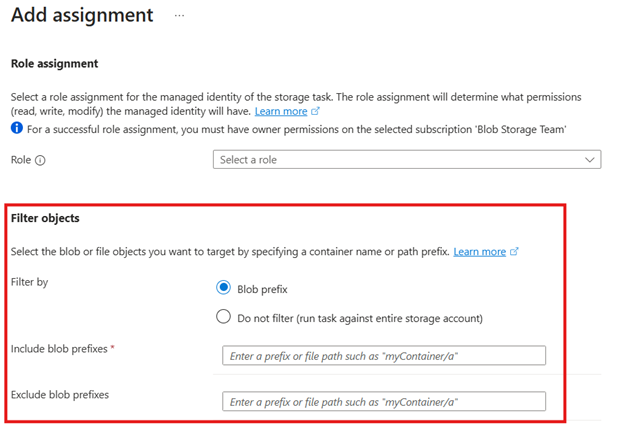 Add assignment ...
Role assignment
Select a role assignment for the managed identity of the storage task. The role assignment will determine what permissions
(read, write, modify) the managed identity will have. Learn more
For a successful role assignment, you must have owner permissions on the selected subscription 'Blob Storage Team'
Role
Select a role
Filter objects
Select the blob or file objects you want to target by specifying a container name or path prefix. Learn more
Filter by
Blob prefix
Do not filter (run task against entire storage account)
Include blob prefixes *
Enter a prefix or file path such as "myContainer/a"
Exclude blob prefixes
Enter a prefix or file path such as "myContainer/a"